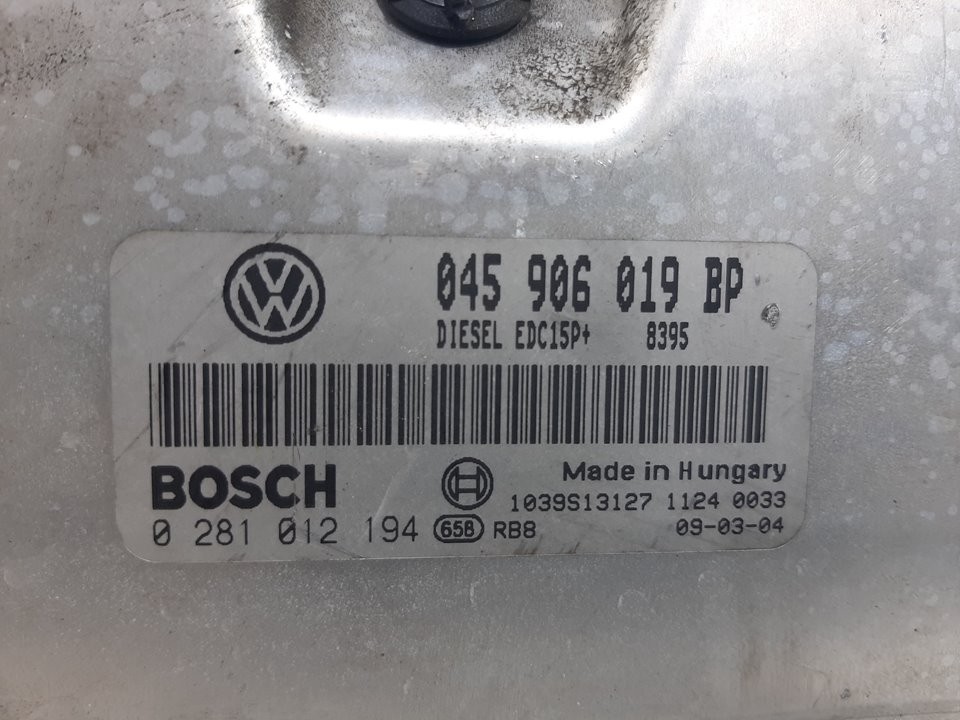 045 906 019 BP
DIESEL EDC15P+ 8395
BOSCH
Made in Hungary
1039S13127 1124 0033
0 281 012 194 658 RB8 09-03-04